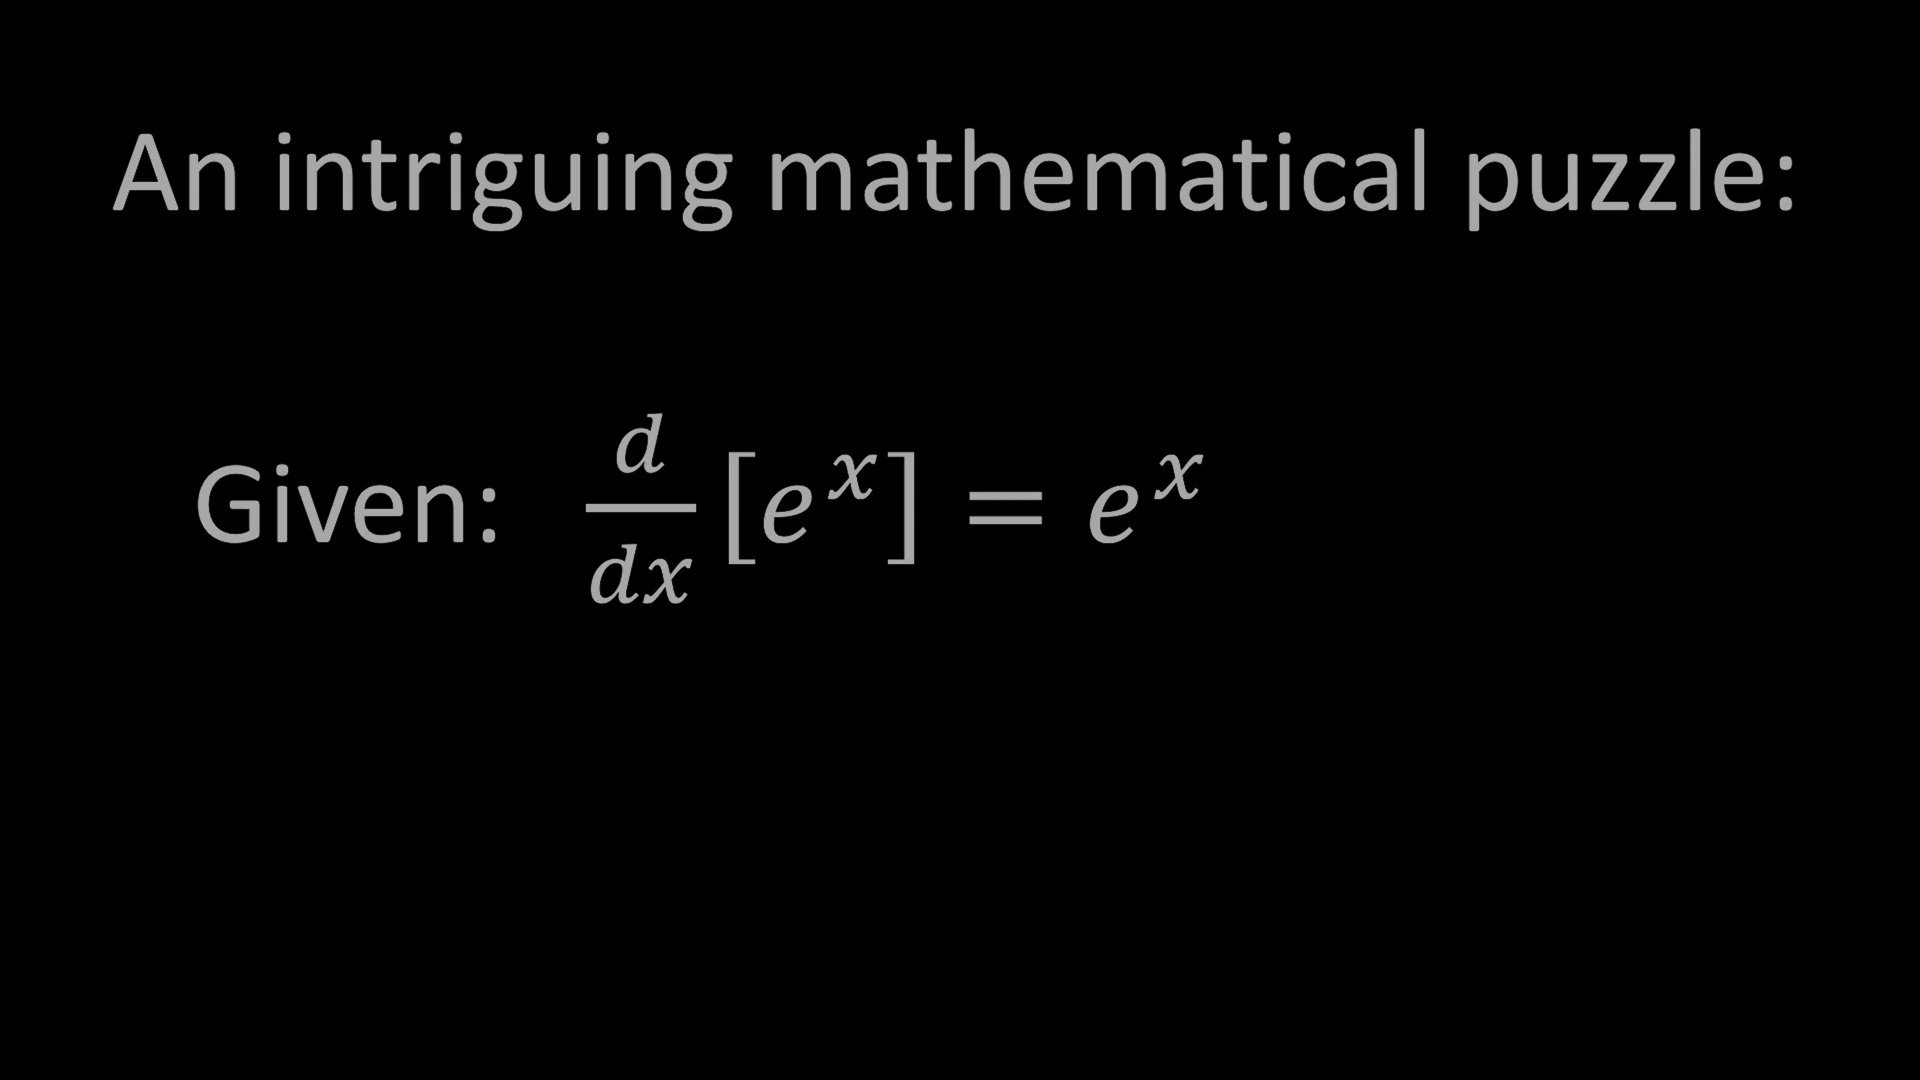 An intriguing mathematical puzzle:
Given: d/dx [e^x] = e^x